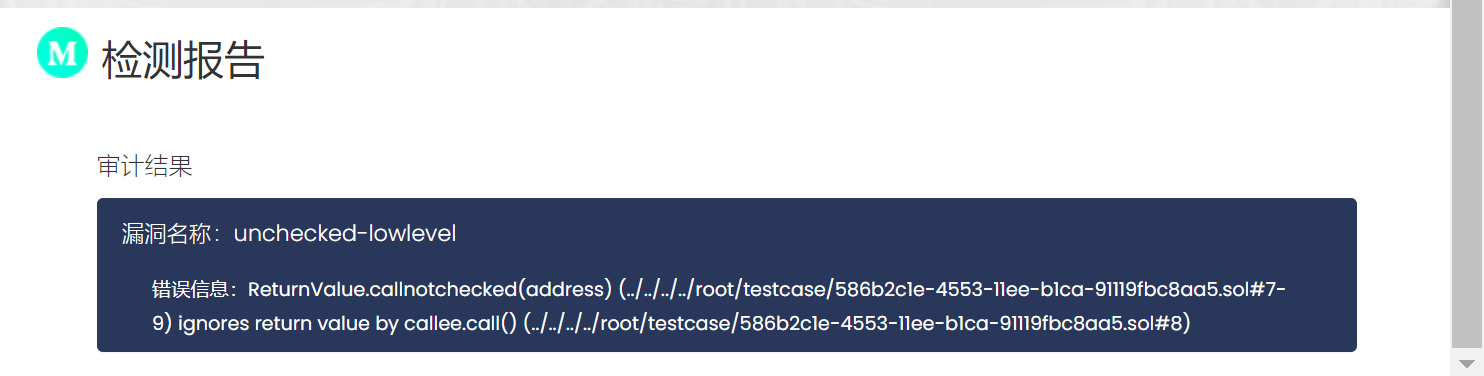 M 检测报告
审计结果
漏洞名称：unchecked-lowlevel
错误信息：ReturnValue.callnotchecked(address) (../../../../root/testcase/586b2c1e-4553-11ee-b1ca-91119fbc8aa5.sol#7-
9) ignores return value by callee.call() (../../../../root/testcase/586b2c1e-4553-11ee-b1ca-91119fbc8aa5.sol#8)